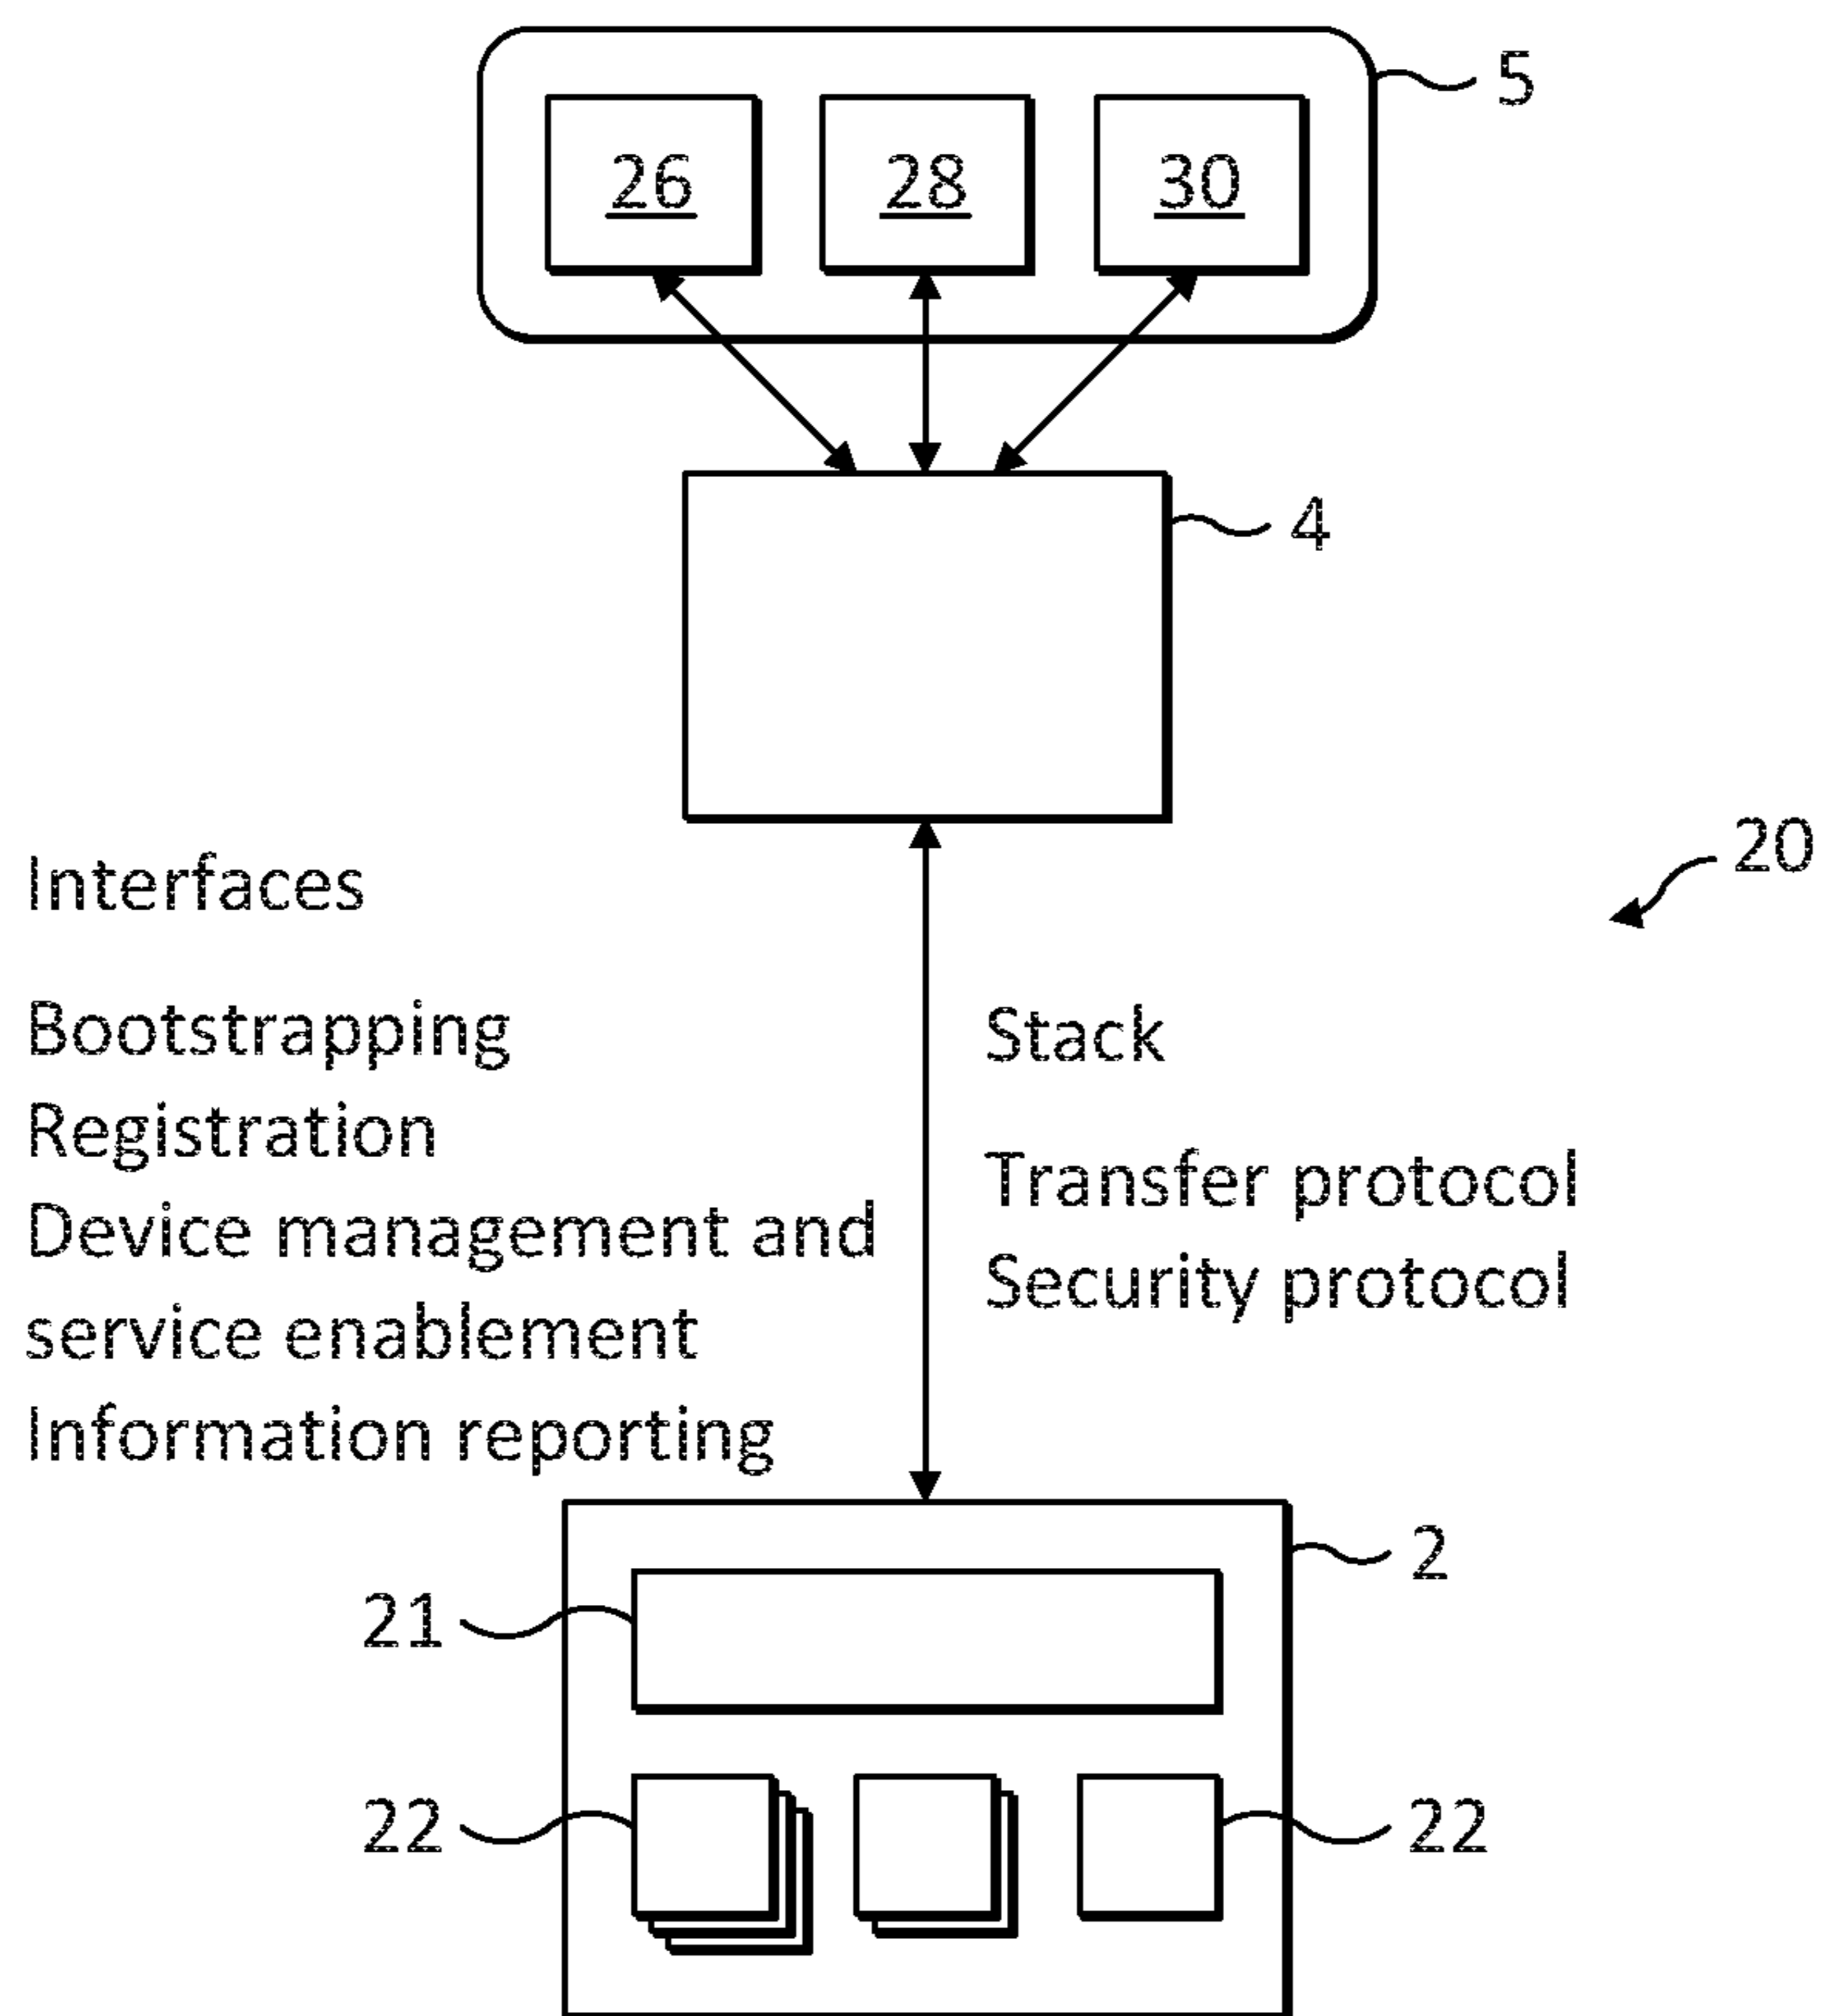 5
26 28 30
4
20
Interfaces
Bootstrapping
Registration
Device management and
service enablement
Information reporting
Stack
Transfer protocol
Security protocol
2
21
22 22